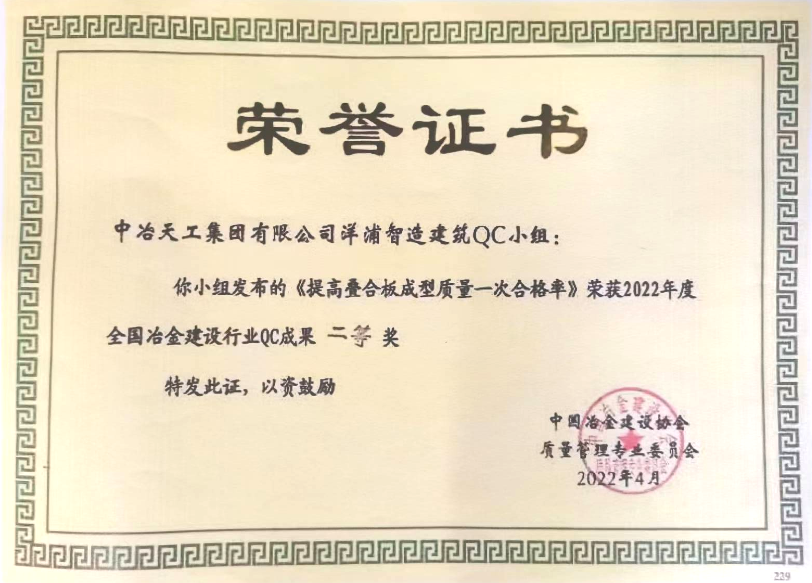 荣誉证书
中冶天工集团有限公司洋浦智造建筑QC小组：
你小组发布的《提高叠合板成型质量一次合格率》荣获2022年度
全国冶金建设行业QC成果 二等 奖
特发此证，以资鼓励
中国冶金建设协会
质量管理专业委员会
2022年4月
229